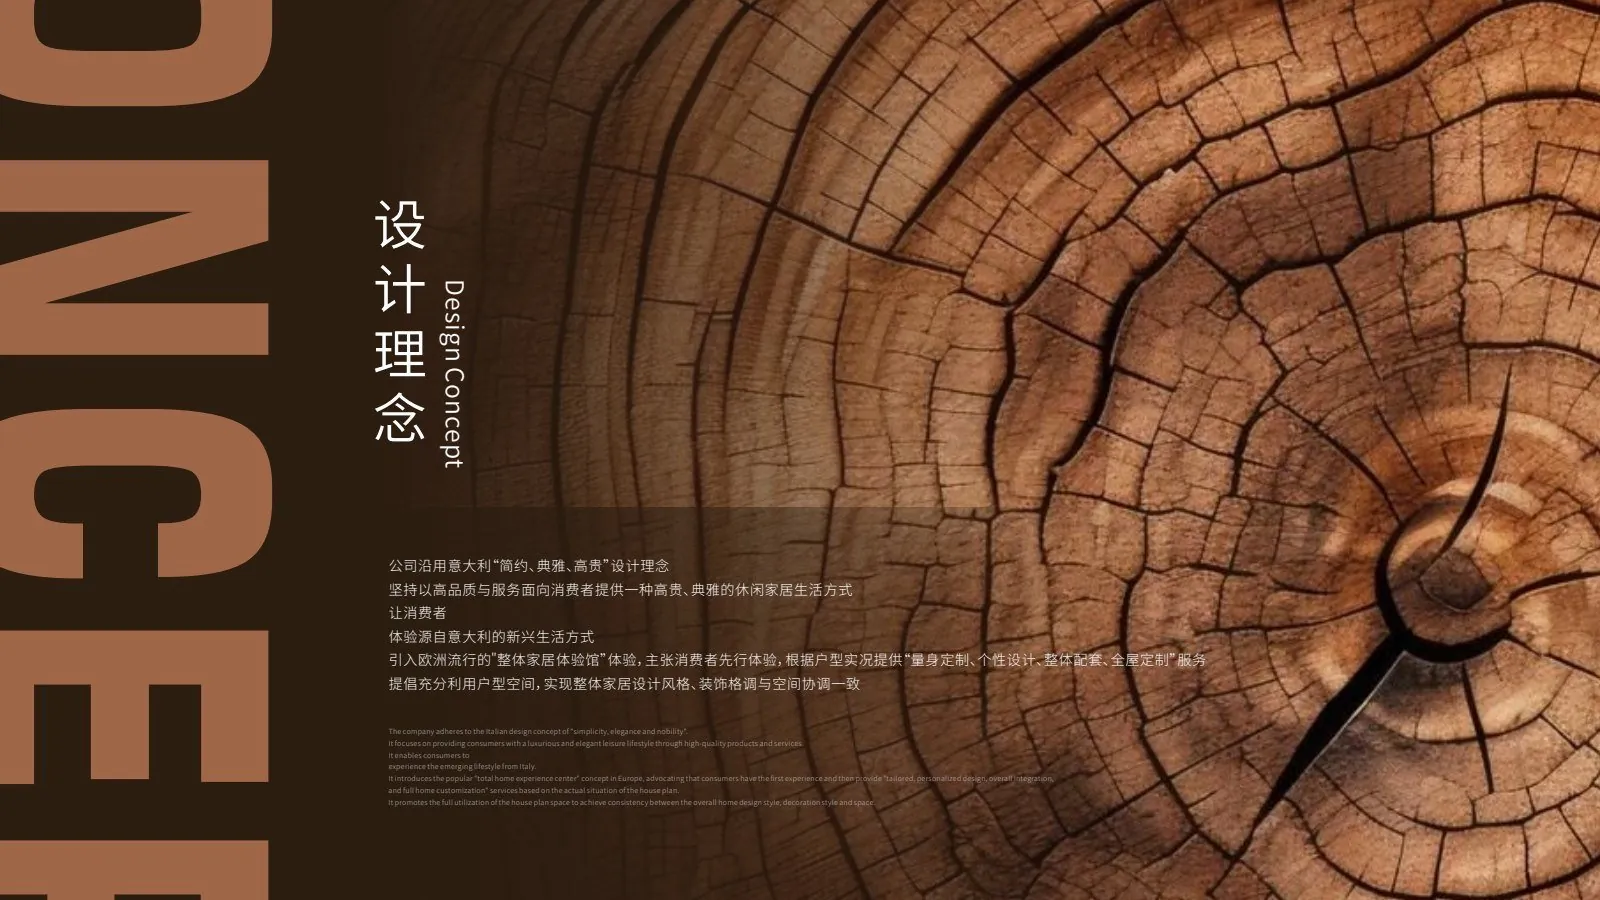 ONCEP
设计理念
Design Concept
公司沿用意大利“简约、典雅、高贵”设计理念
坚持以高品质与服务面向消费者提供一种高贵、典雅的休闲家居生活方式
让消费者
体验源自意大利的新兴生活方式
引入欧洲流行的"整体家居体验馆”体验，主张消费者先行体验，根据户型实况提供“量身定制、个性设计、整体配套、全屋定制”服务
提倡充分利用户型空间，实现整体家居设计风格、装饰格调与空间协调一致
The company adheres to the Italian design concept of "simplicity, elegance and nobility".
It focuses on providing consumers with a luxurious and elegant leisure lifestyle through high-quality products and services.
It enables consumers to
experience the emerging lifestyle from Italy.
It introduces the popular "total home experience center" concept in Europe, advocating that consumers have the first experience and then provide "tailored, personalized design, overall integration,
and full home customization" services based on the actual situation of the house plan.
It promotes the full utilization of the house plan space to achieve consistency between the overall home design style, decoration style and space.